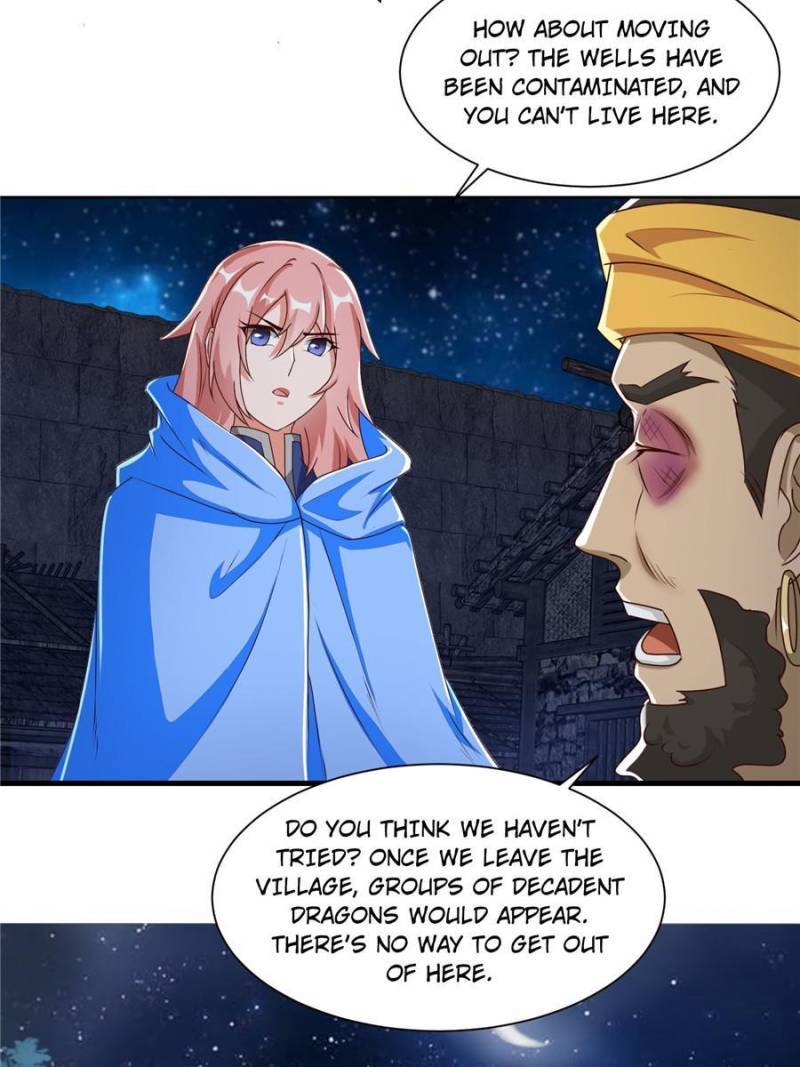 HOW ABOUT MOVING
OUT? THE WELLS HAVE
BEEN CONTAMINATED, AND
YOU CAN'T LIVE HERE.
DO YOU THINK WE HAVEN'T
TRIED? ONCE WE LEAVE THE
VILLAGE, GROUPS OF DECADENT
DRAGONS WOULD APPEAR.
THERE'S NO WAY TO GET OUT
OF HERE.